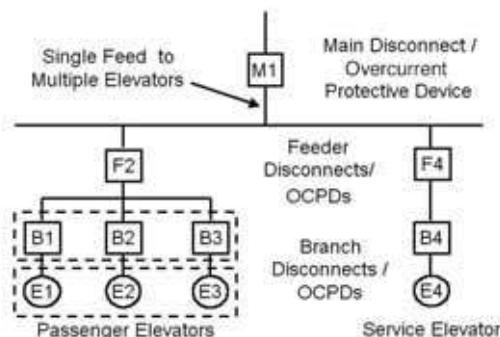 Single Feed to
Multiple Elevators
M1
Main Disconnect /
Overcurrent
Protective Device
F2
Feeder
Disconnects/
OCPDs
F4
B1
B2
B3
Branch
Disconnects /
OCPDs
B4
E1
E2
E3
E4
Passenger Elevators
Service Elevator